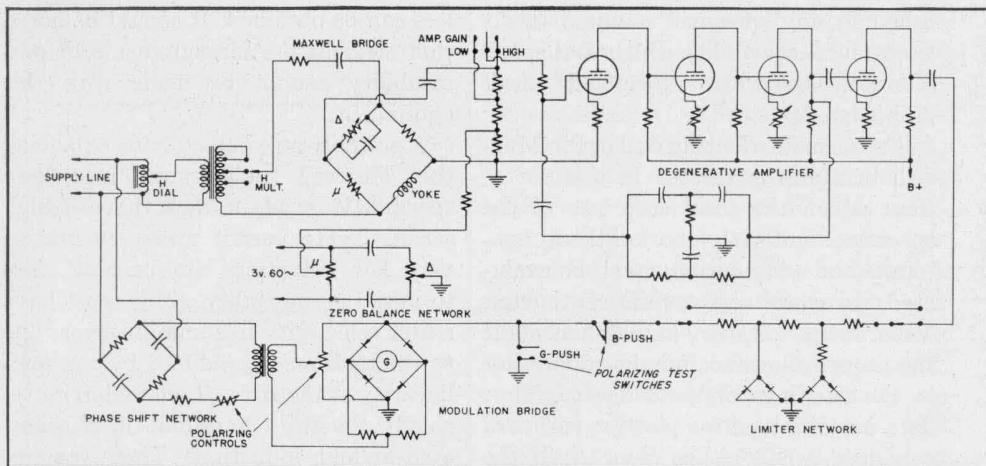 MAXWELL BRIDGE
AMP. GAIN
LOW
HIGH
SUPPLY LINE
H
DIAL
H
MULT.
YOKE
DEGENERATIVE AMPLIFIER
B+
3v. 60~
μ
Δ
ZERO BALANCE NETWORK
G
B-PUSH
G-PUSH
POLARIZING TEST
SWITCHES
PHASE SHIFT NETWORK
POLARIZING
CONTROLS
MODULATION BRIDGE
LIMITER NETWORK